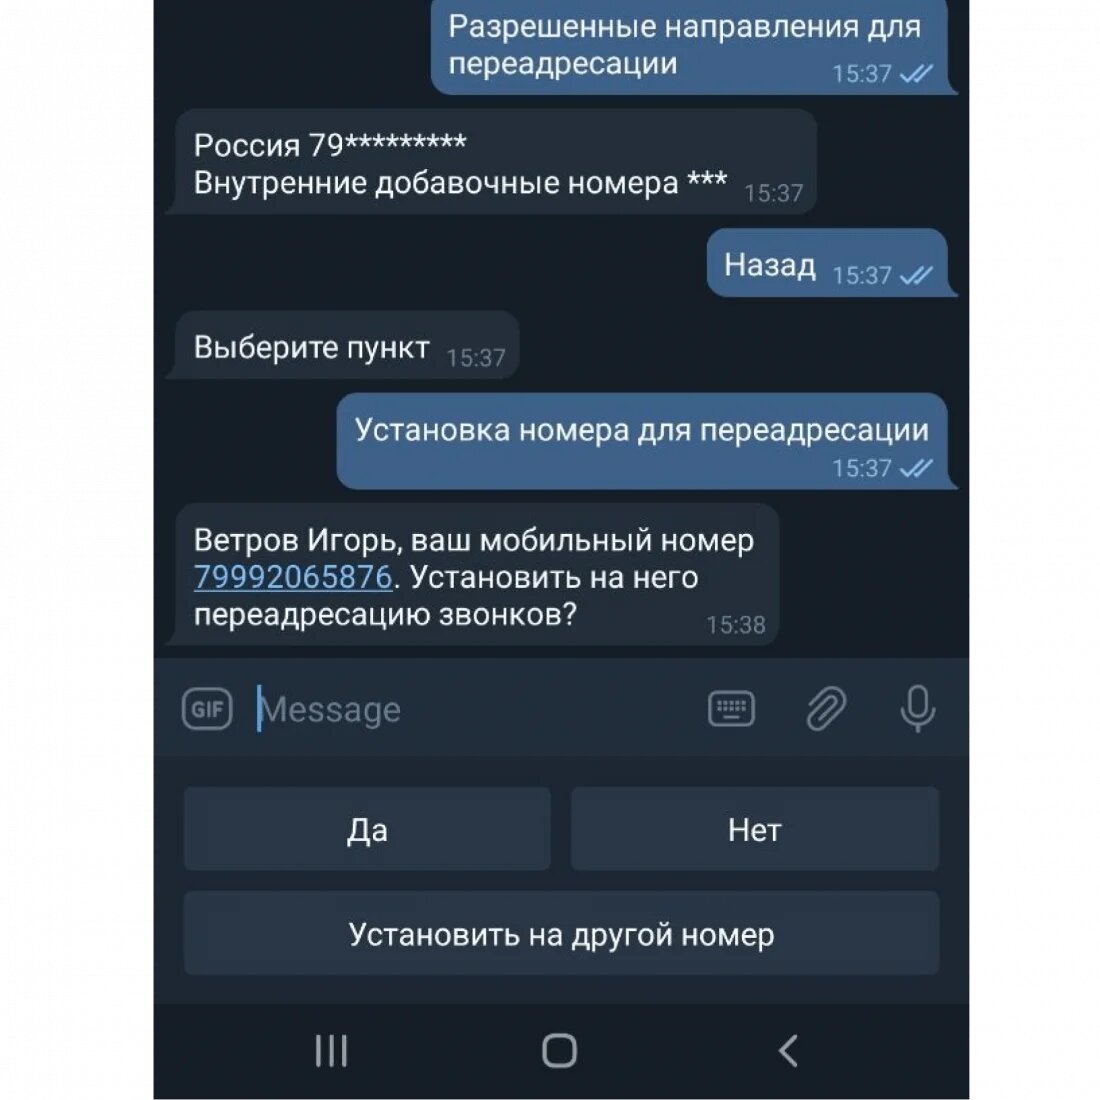 Разрешенные направления для
переадресации
15:37
Россия 79*********
Внутренние добавочные номера ***
15:37
Назад 15:37
Выберите пункт 15:37
Установка номера для переадресации
15:37
Ветров Игорь, ваш мобильный номер
79992065876. Установить на него
переадресацию звонков?
15:38
GIF Message
Да
Нет
Установить на другой номер